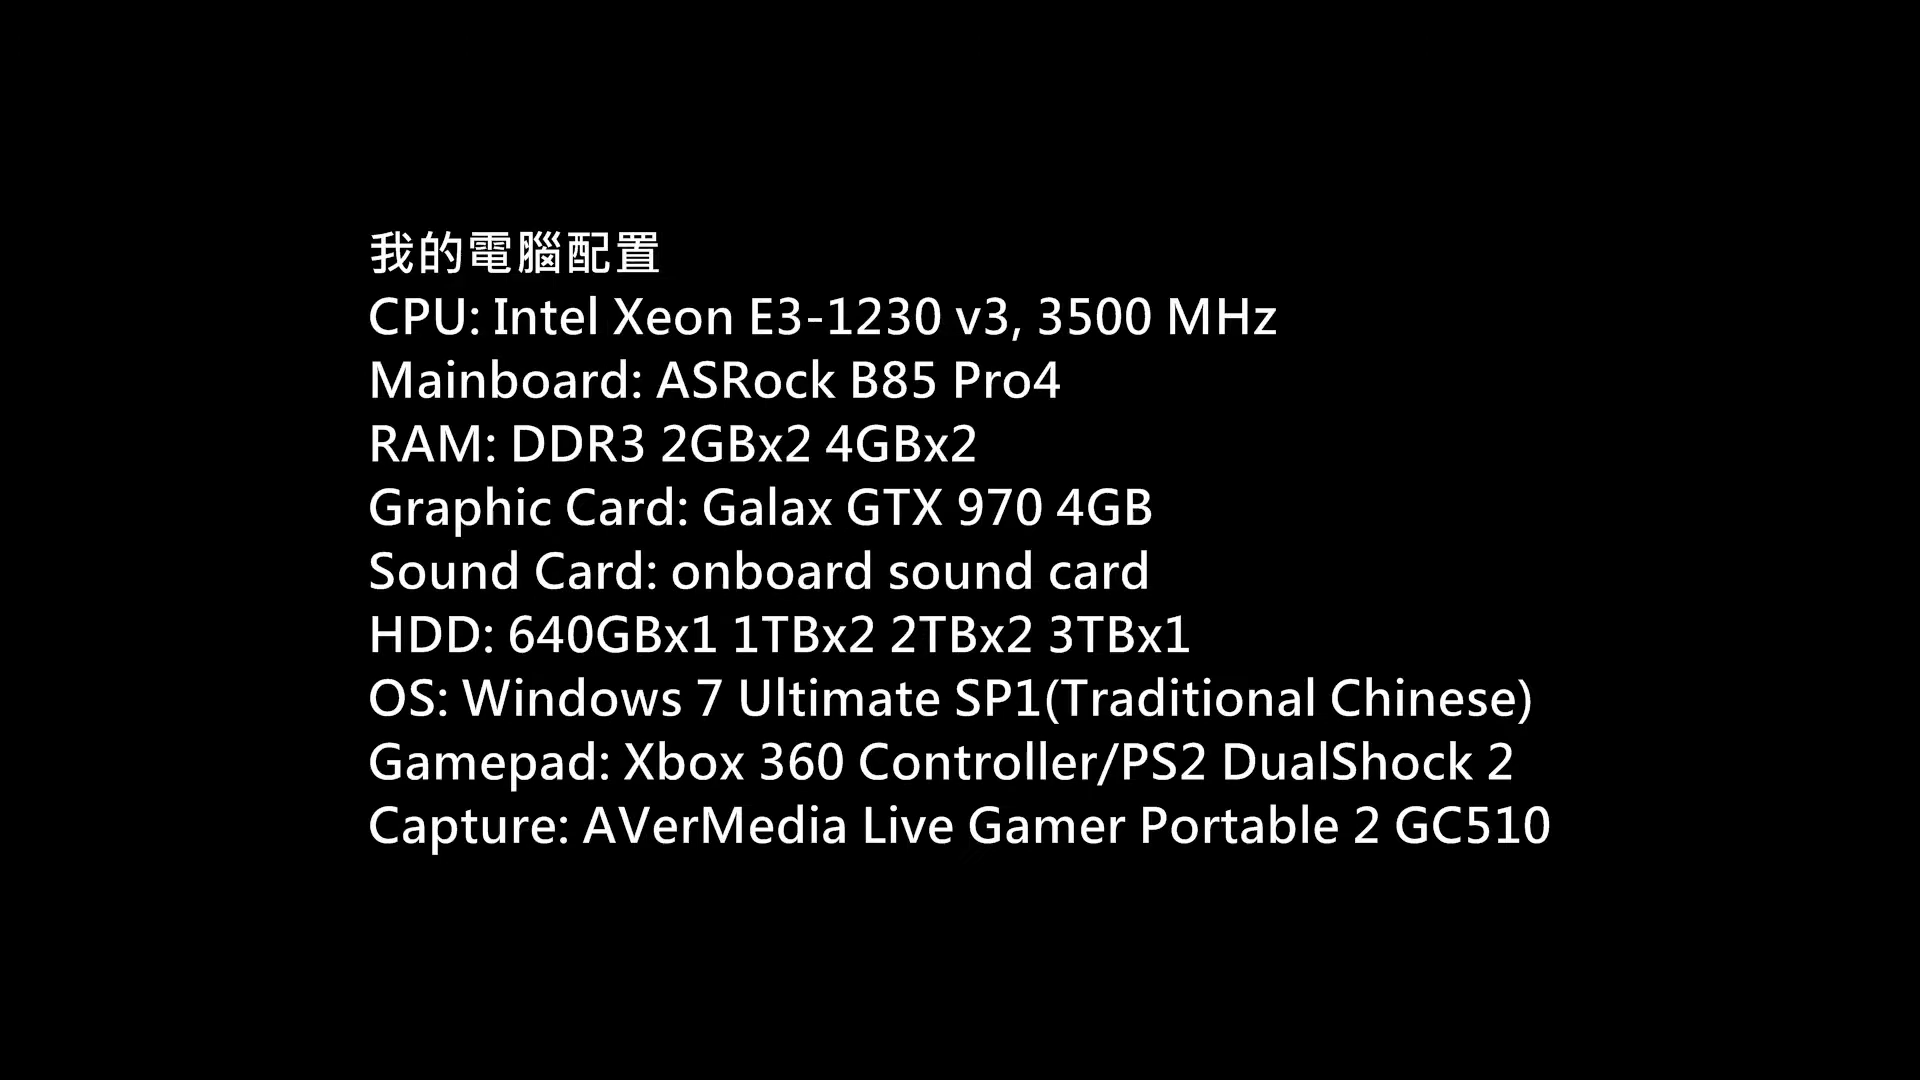 我的電腦配置
CPU: Intel Xeon E3-1230 v3, 3500 MHz
Mainboard: ASRock B85 Pro4
RAM: DDR3 2GBx2 4GBx2
Graphic Card: Galax GTX 970 4GB
Sound Card: onboard sound card
HDD: 640GBx1 1TBx2 2TBx2 3TBx1
OS: Windows 7 Ultimate SP1(Traditional Chinese)
Gamepad: Xbox 360 Controller/PS2 DualShock 2
Capture: AVerMedia Live Gamer Portable 2 GC510